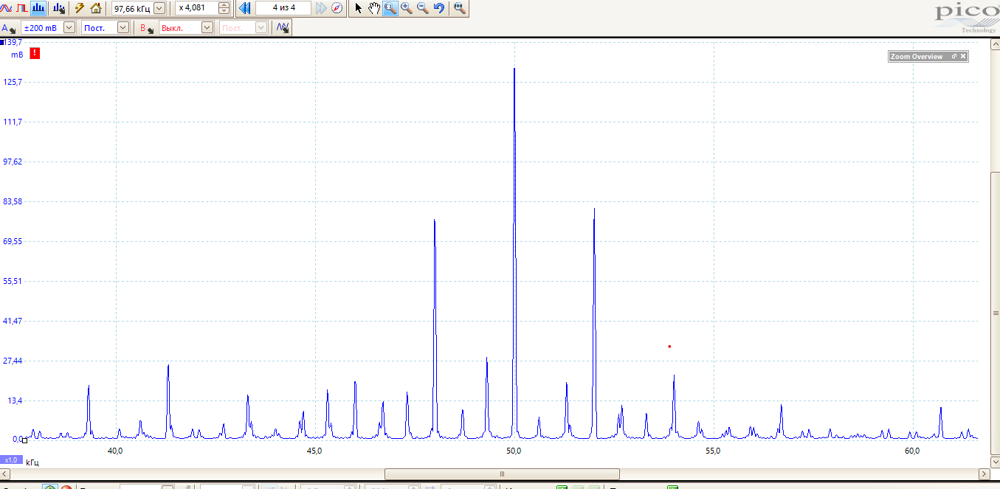 97,66 кГц x 4,081 4 из 4
pico
Technology
A ±200 mB Пост. B Выкл. Пост.
139,7
mB !
Zoom Overview
125,7
111,7
97,62
83,58
69,55
55,51
41,47
27,44
13,4
0,0
40,0 45,0 50,0 55,0 60,0
x1,0 кГц